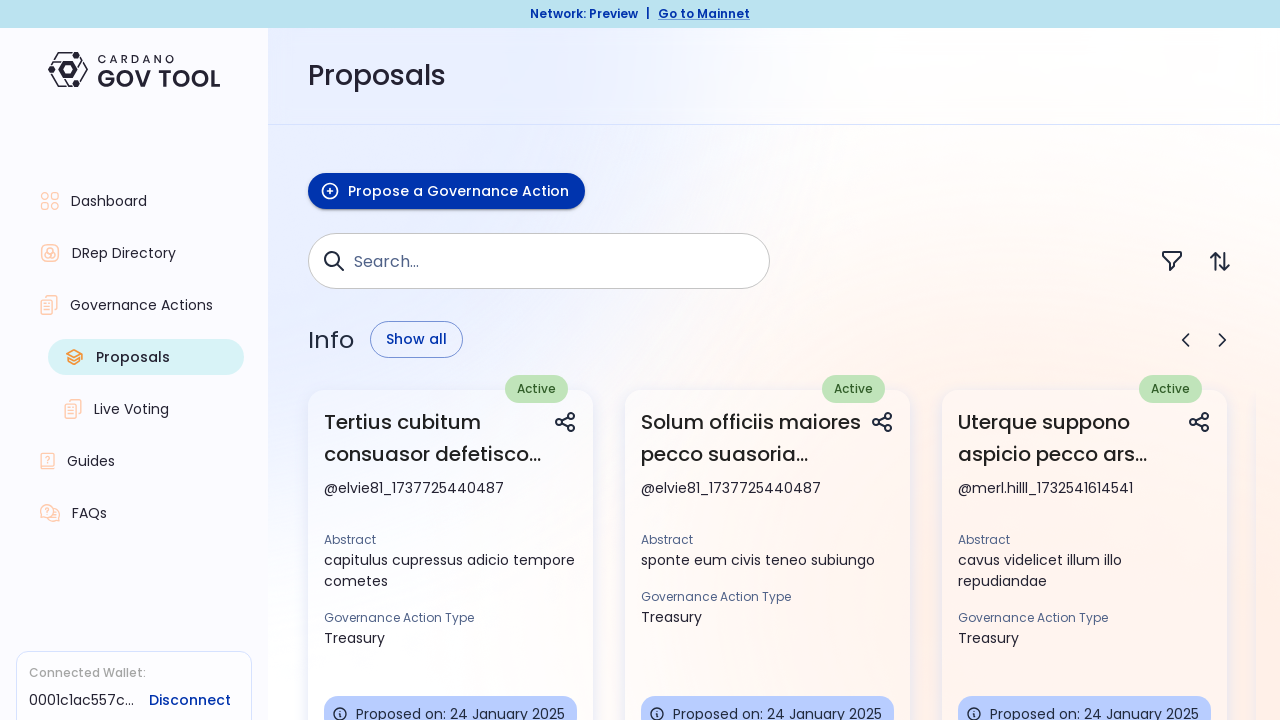 Network: Preview | Go to Mainnet
CARDANO
GOV TOOL
Dashboard
DRep Directory
Governance Actions
Proposals
Live Voting
Guides
FAQs
Connected Wallet:
0001c1ac557c... Disconnect
Proposals
Propose a Governance Action
Search...
Info Show all
Active
Tertius cubitum
consuasor defetisco...
@elvie81_1737725440487
Abstract
capitulus cupressus adicio tempore
cometes
Governance Action Type
Treasury
Proposed on: 24 January 2025
Active
Solum officiis maiores
pecco suasoria...
@elvie81_1737725440487
Abstract
sponte eum civis teneo subiungo
Governance Action Type
Treasury
Proposed on: 24 January 2025
Active
Uterque suppono
aspicio pecco ars...
@merl.hilll_1732541614541
Abstract
cavus videlicet illum illo
repudiandae
Governance Action Type
Treasury
Proposed on: 24 January 2025